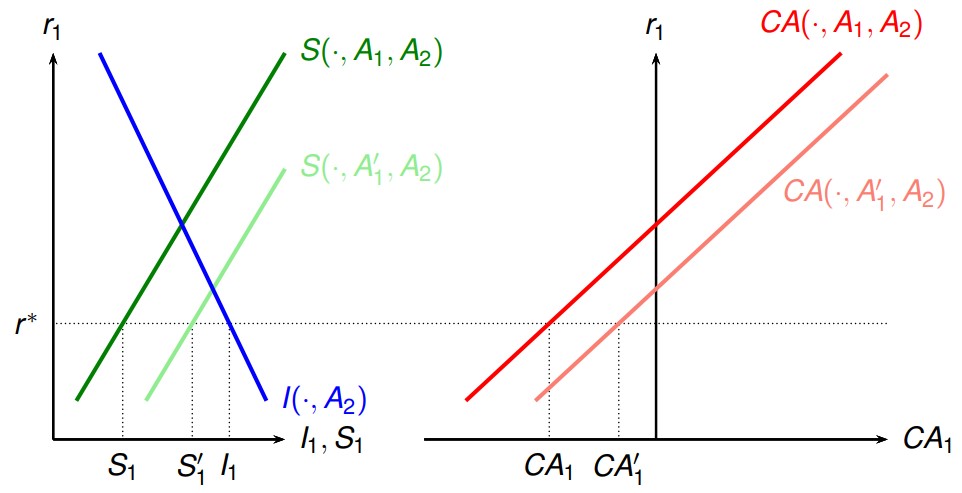 r₁
S(·, A₁, A₂)
S(·, A′₁, A₂)
r*
I(·, A₂)
I₁, S₁
S₁
S′₁
I₁
r₁
CA(·, A₁, A₂)
CA(·, A′₁, A₂)
CA₁
CA₁
CA′₁